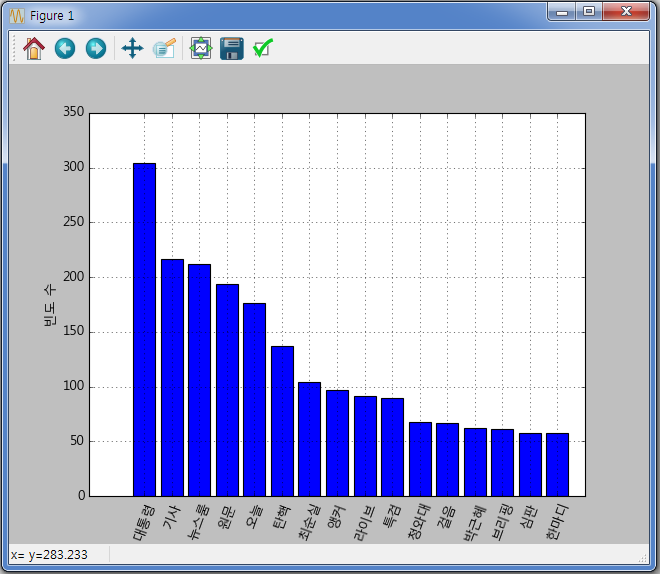 Figure 1
350
300
250
200
150
100
50
0
빈도 수
대통령
기사
뉴스룸
원문
오늘
탄핵
최순실
앵커
라이브
특검
청와대
걸음
박근혜
브리핑
심판
한마디
x= y=283.233